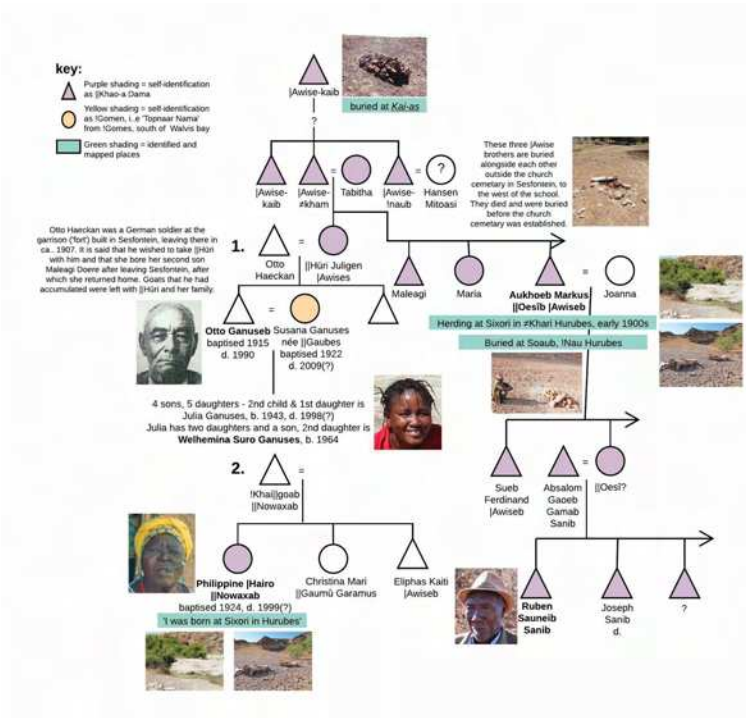 key:
Purple shading = self-identification
as ||Khao-a Dama
Yellow shading = self-identification
as !Gomen, i.e 'Topnaar Nama'
from !Gomes, south of Walvis bay
Green shading = identified and
mapped places
|Awise-kaib
buried at Kai-as
?
|Awise-
kaib
|Awise-
≠kham
=
Tabitha
|Awise-
!naub
=
?
Hansen
Mitoasi
These three |Awise
brothers are buried
alongside each other
outside the church
cemetary in Sesfontein, to
the west of the school.
They died and were buried
before the church
cemetary was established.
Otto Haeckan was a German soldier at the
garrison ('fort') built in Sesfontein, leaving there in
ca.. 1907. It is said that he wished to take ||Hūri
with him and that she bore her second son
Maleagi Doere after leaving Sesfontein, after
which she returned home. Goats that he had
accumulated were left with ||Hūri and her family.
1.
Otto
Haeckan
=
||Hūri Juligen
|Awises
Maleagi
Maria
Aukhoeb Markus
||Oesîb |Awiseb
=
Joanna
Herding at Sixori in ≠Khari Hurubes, early 1900s
Buried at Soaub, !Nau Hurubes
Otto Ganuseb
baptised 1915
d. 1990
=
Susana Ganuses
née ||Gaubes
baptised 1922
d. 2009(?)
4 sons, 5 daughters - 2nd child & 1st daughter is
Julia Ganuses, b. 1943, d. 1998(?)
Julia has two daughters and a son, 2nd daughter is
Welhemina Suro Ganuses, b. 1964
2.
=
!Khai||goab
||Nowaxab
Sueb
Ferdinand
|Awiseb
Absalom
Gaoeb
Gamab
Sanib
=
||Oesî?
Philippine |Hairo
||Nowaxab
baptised 1924, d. 1999(?)
'I was born at Sixori in Hurubes'
Christina Mari
||Gaumû Garamus
Eliphas Kaiti
|Awiseb
Ruben
Sauneib
Sanib
Joseph
Sanib
d.
?